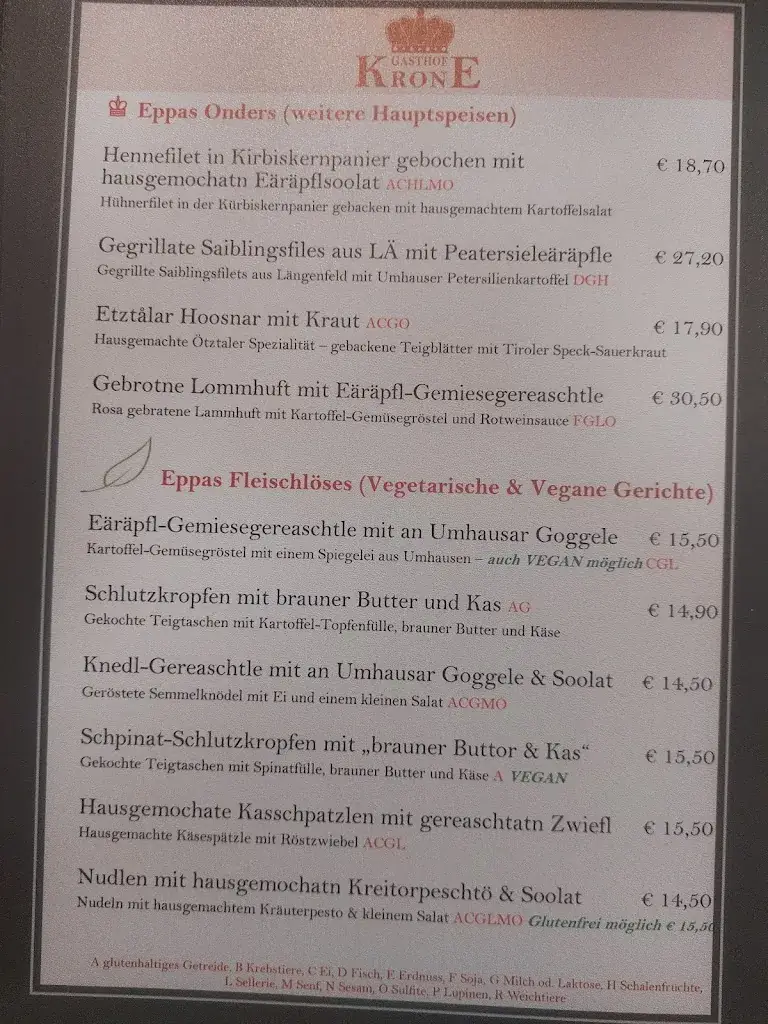 GASTHOF
KRONE
Eppas Onders (weitere Hauptspeisen)
Hennefilet in Kirbiskernpanier gebochen mit € 18,70
hausgemochatn Eäräpflsoolat ACHLMO
Hühnerfilet in der Kürbiskernpanier gebacken mit hausgemachtem Kartoffelsalat
Gegrillate Saiblingsfiles aus LÄ mit Peatersieleäräpfle € 27,20
Gegrillte Saiblingsfilets aus Längenfeld mit Umhauser Petersilienkartoffel DGH
Etztålar Hoosnar mit Kraut ACGO € 17,90
Hausgemachte Ötztaler Spezialität – gebackene Teigblätter mit Tiroler Speck-Sauerkraut
Gebrotne Lommhuft mit Eäräpfl-Gemiesegereaschtle € 30,50
Rosa gebratene Lammhuft mit Kartoffel-Gemüsegröstel und Rotweinsauce FGLO
Eppas Fleischlöses (Vegetarische & Vegane Gerichte)
Eäräpfl-Gemiesegereaschtle mit an Umhausar Goggele € 15,50
Kartoffel-Gemüsegröstel mit einem Spiegelei aus Umhausen – auch VEGAN möglich CGL
Schlutzkropfen mit brauner Butter und Kas AG € 14,90
Gekochte Teigtaschen mit Kartoffel-Topfenfülle, brauner Butter und Käse
Knedl-Gereaschtle mit an Umhausar Goggele & Soolat € 14,50
Geröstete Semmelknödel mit Ei und einem kleinen Salat ACGMO
Schpinat-Schlutzkropfen mit „brauner Buttor & Kas“ € 15,50
Gekochte Teigtaschen mit Spinatfülle, brauner Butter und Käse A VEGAN
Hausgemochate Kasschpatzlen mit gereaschtatn Zwiefl € 15,50
Hausgemachte Käsespätzle mit Röstzwiebel ACGL
Nudlen mit hausgemochatn Kreitorpeschtö & Soolat € 14,50
Nudeln mit hausgemachtem Kräuterpesto & kleinem Salat ACGLMO Glutenfrei möglich € 15,50
A glutenhaltiges Getreide, B Krebstiere, C Ei, D Fisch, E Erdnuss, F Soja, G Milch od. Laktose, H Schalenfrüchte,
L Sellerie, M Senf, N Sesam, O Sulfite, P Lupinen, R Weichtiere